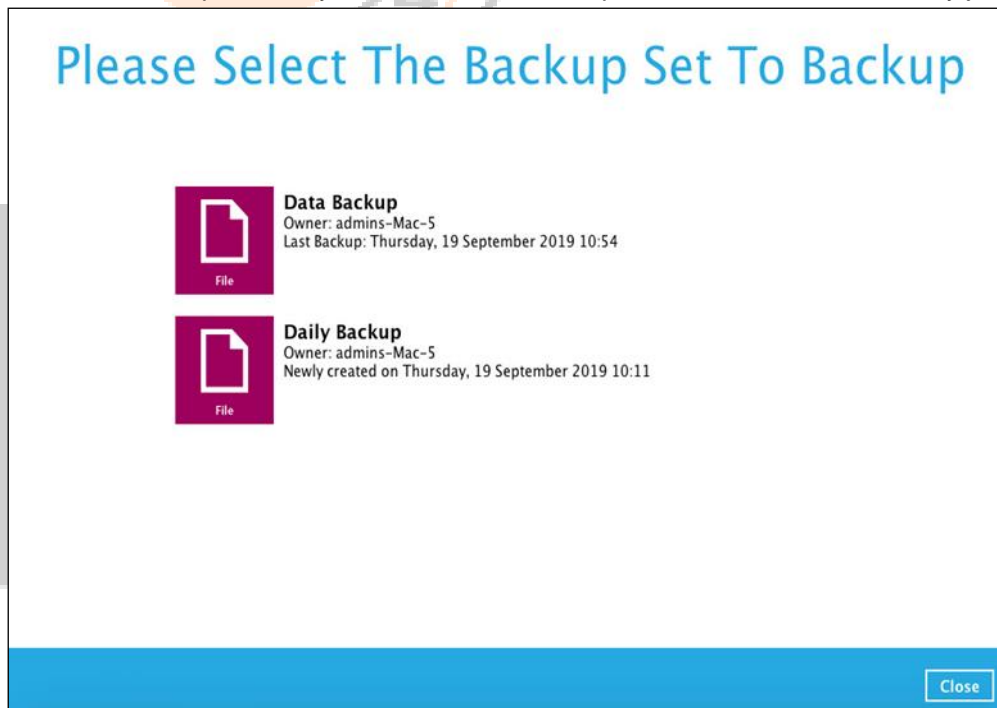 Please Select The Backup Set To Backup
Data Backup
Owner: admins-Mac-5
Last Backup: Thursday, 19 September 2019 10:54
File
Daily Backup
Owner: admins-Mac-5
Newly created on Thursday, 19 September 2019 10:11
File
Close